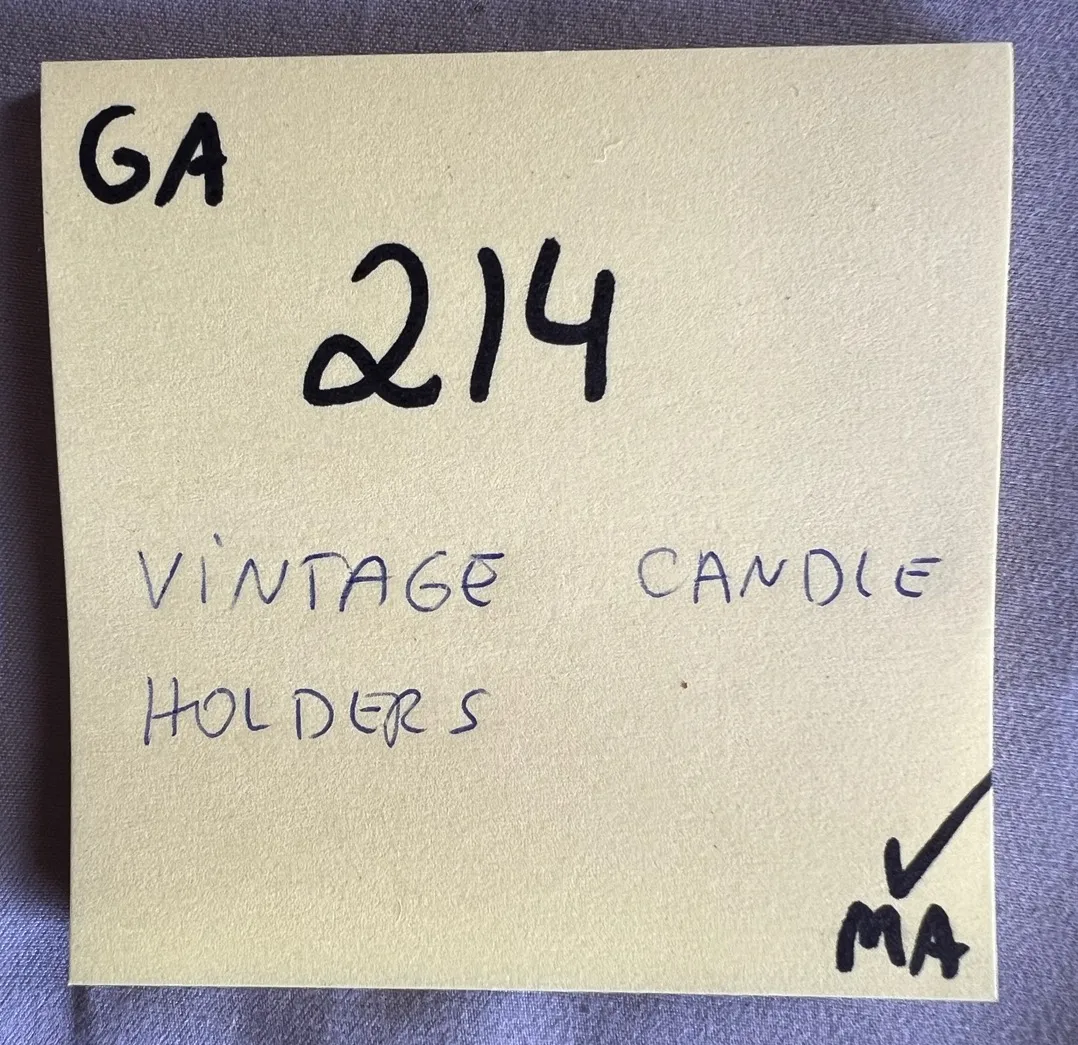 GA
214
ViNTAGE CANDLE
HOLDERS
✓
MA